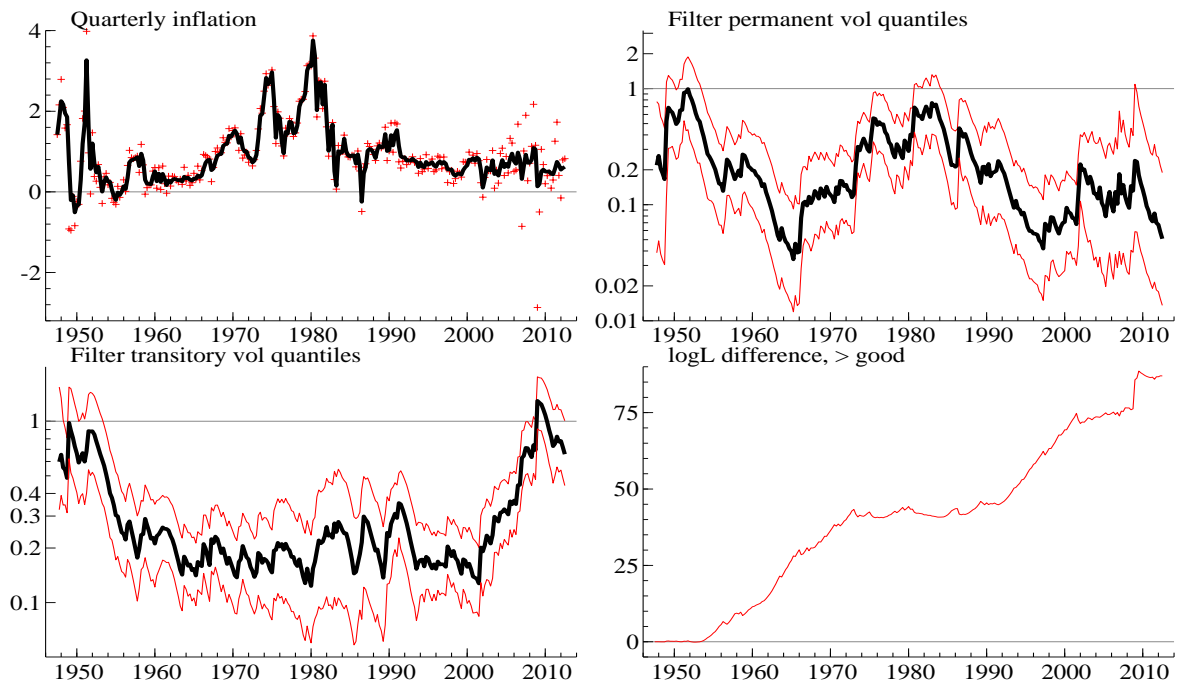 Quarterly inflation
4
2
0
-2
1950 1960 1970 1980 1990 2000 2010
Filter permanent vol quantiles
2
1
0.2
0.1
0.02
0.01
1950 1960 1970 1980 1990 2000 2010
Filter transitory vol quantiles
1
0.4
0.3
0.2
0.1
1950 1960 1970 1980 1990 2000 2010
logL difference, > good
75
50
25
0
1950 1960 1970 1980 1990 2000 2010